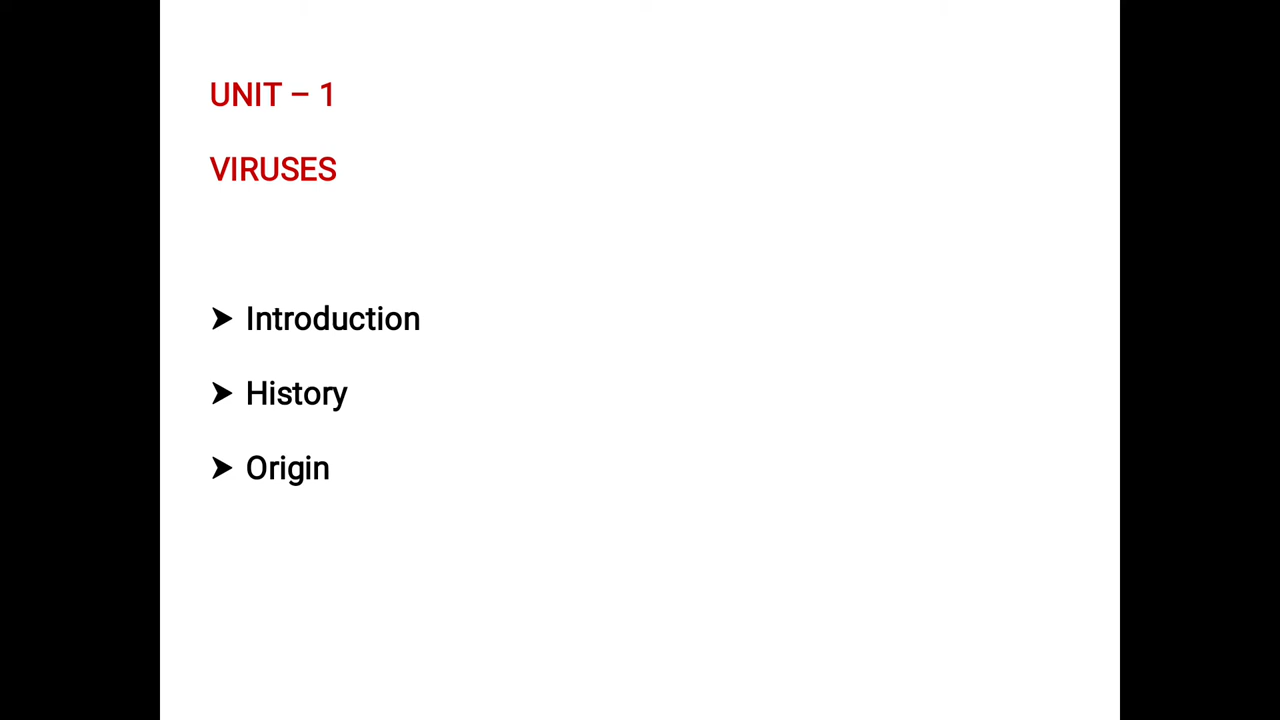 UNIT – 1
VIRUSES
➤ Introduction
➤ History
➤ Origin